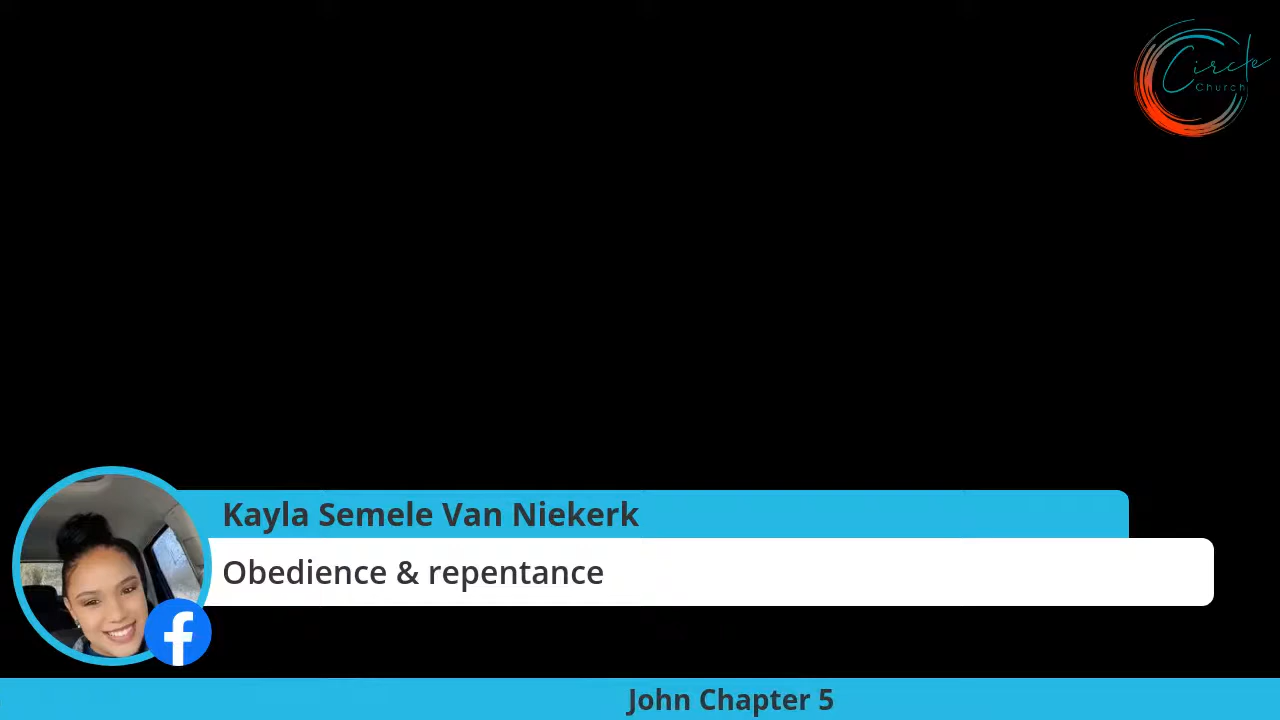 Circle
Church
Kayla Semele Van Niekerk
Obedience & repentance
John Chapter 5